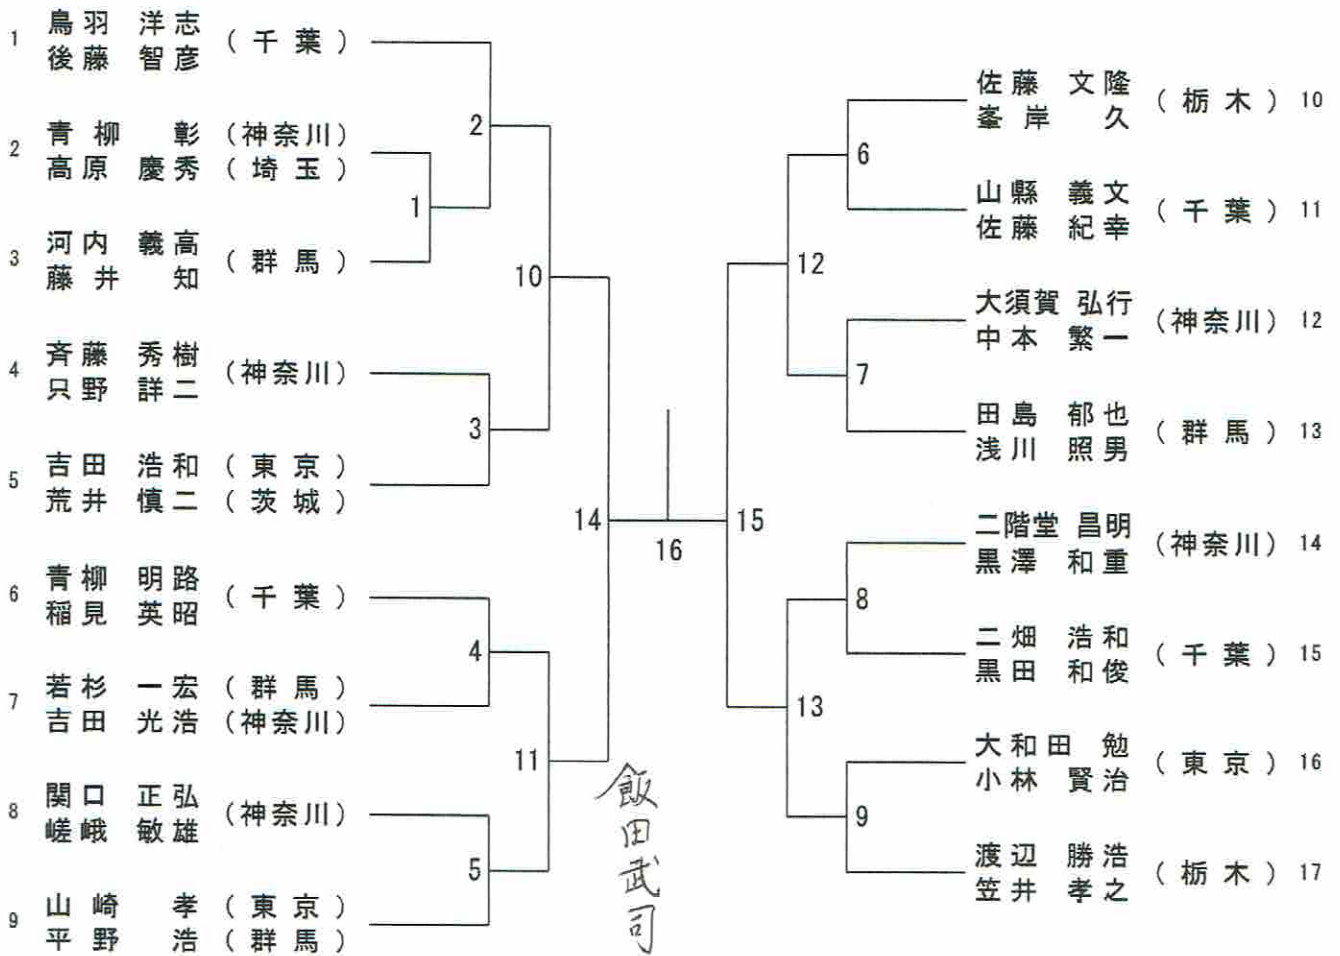 1 鳥羽 洋志 (千葉)
後藤 智彦
2 青柳 彰 (神奈川)
高原 慶秀 (埼玉)
3 河内 義高 (群馬)
藤井 知
4 斉藤 秀樹 (神奈川)
只野 詳二
5 吉田 浩和 (東京)
荒井 慎二 (茨城)
6 青柳 明路 (千葉)
稲見 英昭
7 若杉 一宏 (群馬)
吉田 光浩 (神奈川)
8 関口 正弘 (神奈川)
嵯峨 敏雄
9 山崎 孝 (東京)
平野 浩 (群馬)
2
1
10
3
14
4
11
5
16
飯田武司
15
6
12
7
8
13
9
佐藤 文隆 (栃木) 10
峯岸 久
山縣 義文 (千葉) 11
佐藤 紀幸
大須賀 弘行 (神奈川) 12
中本 繁一
田島 郁也 (群馬) 13
浅川 照男
二階堂 昌明 (神奈川) 14
黒澤 和重
二畑 浩和 (千葉) 15
黒田 和俊
大和田 勉 (東京) 16
小林 賢治
渡辺 勝浩 (栃木) 17
笠井 孝之